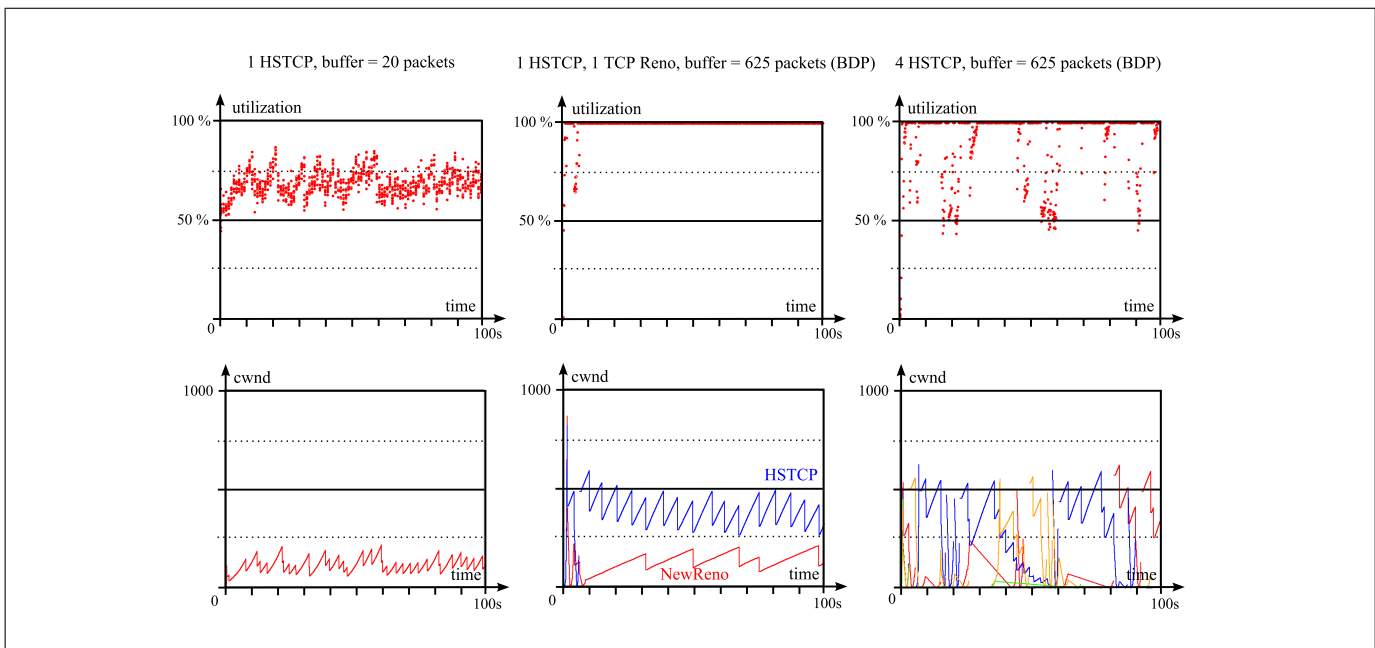 1 HSTCP, buffer = 20 packets
1 HSTCP, 1 TCP Reno, buffer = 625 packets (BDP)
4 HSTCP, buffer = 625 packets (BDP)
utilization
100 %
50 %
time
0
100s
utilization
100 %
50 %
time
0
100s
utilization
100 %
50 %
time
0
100s
cwnd
1000
time
0
100s
cwnd
1000
HSTCP
NewReno
time
0
100s
cwnd
1000
time
0
100s